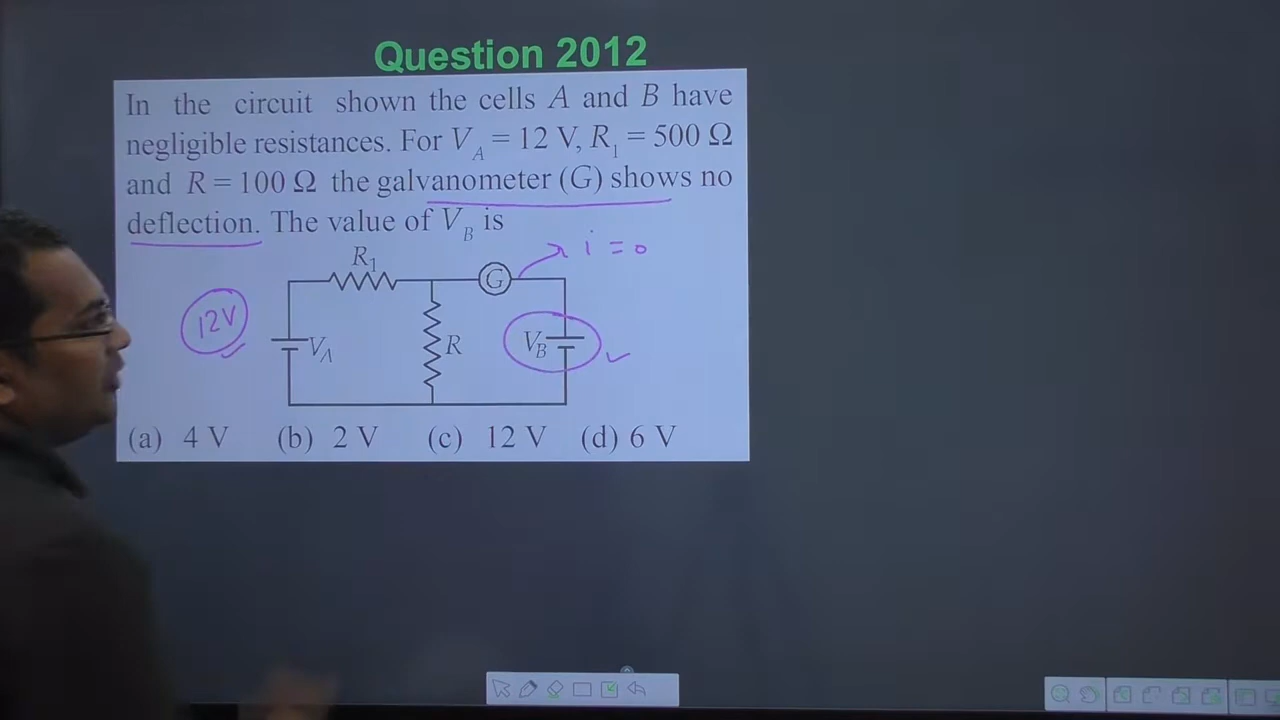 Question 2012
In the circuit shown the cells A and B have
negligible resistances. For V_A = 12 V, R_1 = 500 Ω
and R = 100 Ω the galvanometer (G) shows no
deflection. The value of V_B is
i = 0
R_1
G
12V
V_A
R
V_B
(a) 4 V (b) 2 V (c) 12 V (d) 6 V